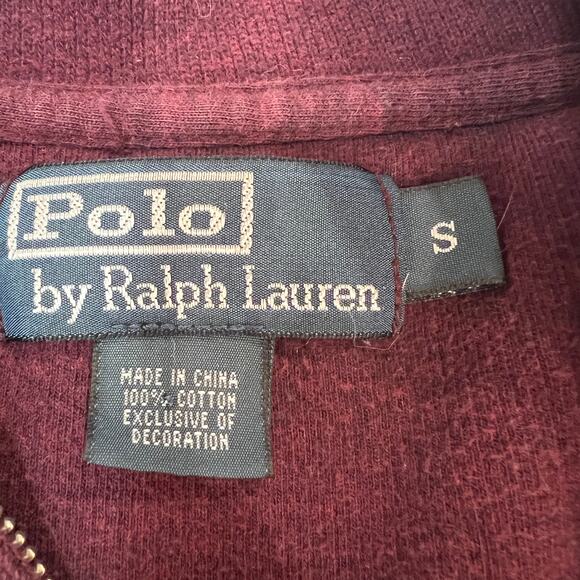 Polo
by Ralph Lauren
S
MADE IN CHINA
100% COTTON
EXCLUSIVE OF
DECORATION